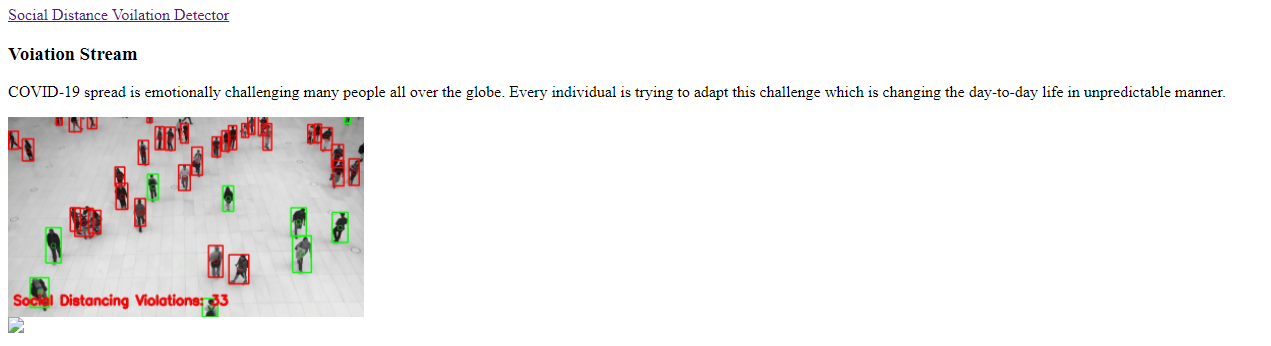 Social Distance Voilation Detector
Voiation Stream
COVID-19 spread is emotionally challenging many people all over the globe. Every individual is trying to adapt this challenge which is changing the day-to-day life in unpredictable manner.
Social Distancing Violations: 33